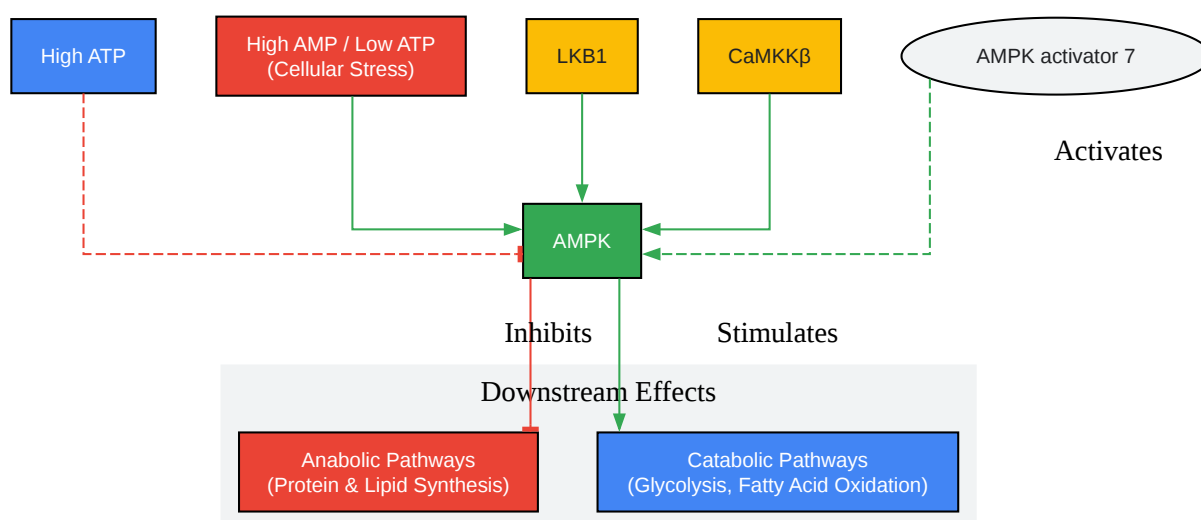 High ATP
High AMP / Low ATP
(Cellular Stress)
LKB1
CaMKKβ
AMPK activator 7
Activates
AMPK
Inhibits
Stimulates
Downstream Effects
Anabolic Pathways
(Protein & Lipid Synthesis)
Catabolic Pathways
(Glycolysis, Fatty Acid Oxidation)